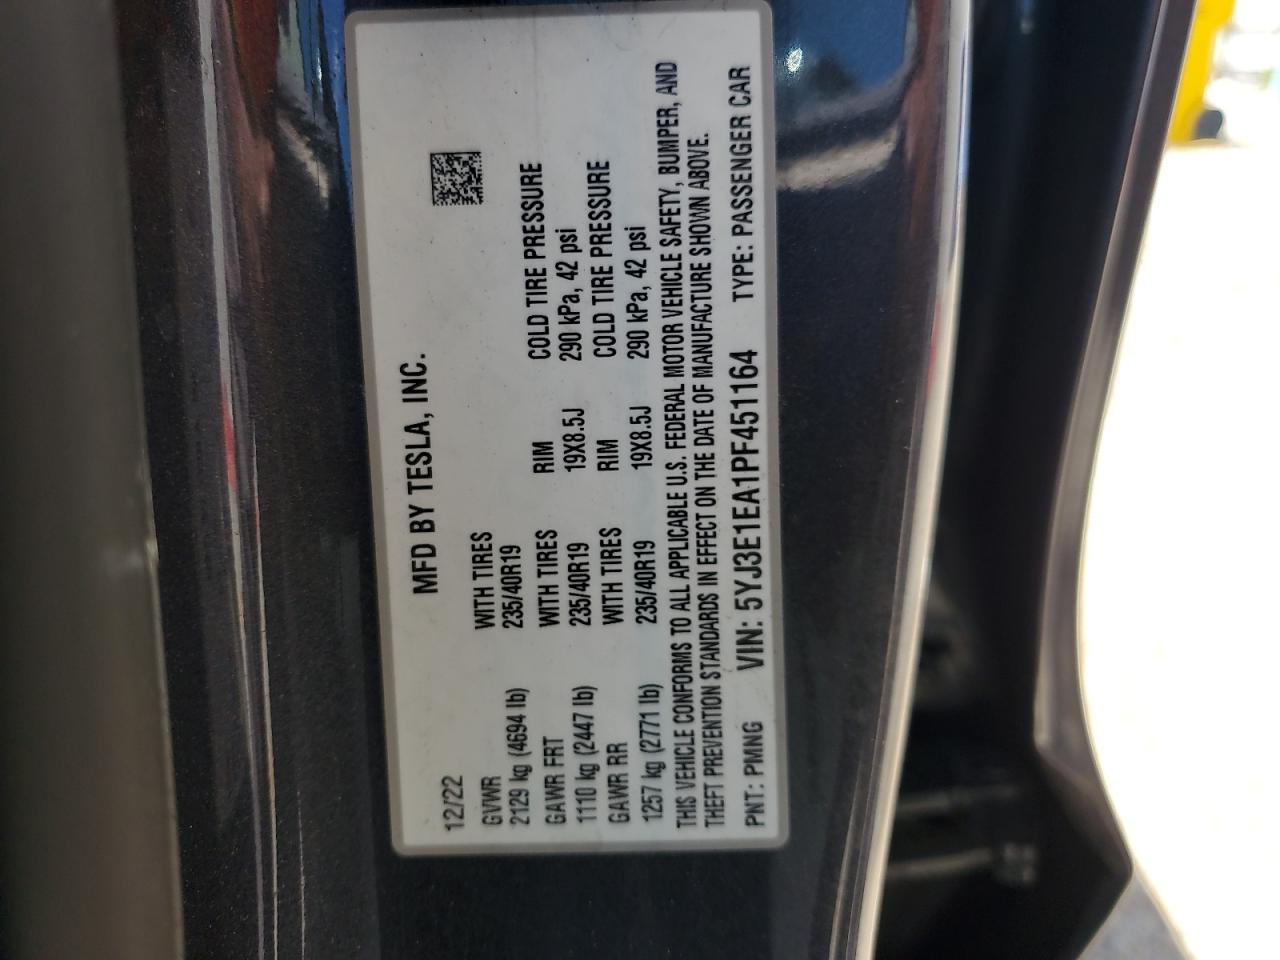 MFD BY TESLA, INC.
12/22
GVWR WITH TIRES
2129 kg (4694 lb) 235/40R19
GAWR FRT WITH TIRES RIM COLD TIRE PRESSURE
1110 kg (2447 lb) 235/40R19 19X8.5J 290 kPa, 42 psi
GAWR RR WITH TIRES RIM COLD TIRE PRESSURE
1257 kg (2771 lb) 235/40R19 19X8.5J 290 kPa, 42 psi
THIS VEHICLE CONFORMS TO ALL APPLICABLE U.S. FEDERAL MOTOR VEHICLE SAFETY, BUMPER, AND
THEFT PREVENTION STANDARDS IN EFFECT ON THE DATE OF MANUFACTURE SHOWN ABOVE.
PNT: PMNG VIN: 5YJ3E1EA1PF451164 TYPE: PASSENGER CAR